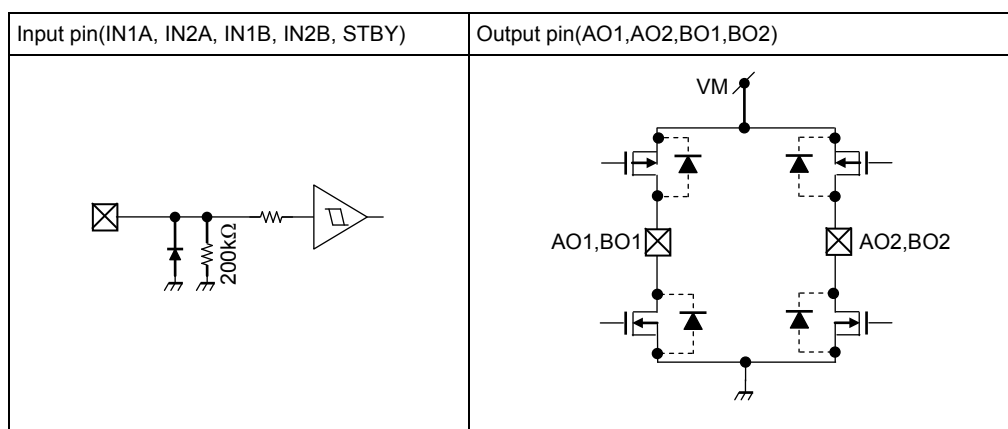 Input pin(IN1A, IN2A, IN1B, IN2B, STBY)
Output pin(AO1,AO2,BO1,BO2)
200kΩ
VM
AO1,BO1
AO2,BO2